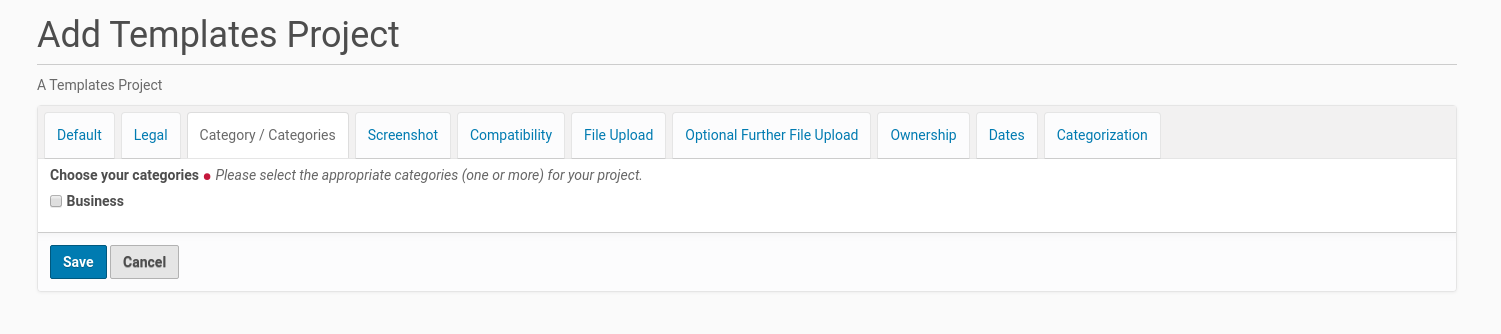 Add Templates Project
A Templates Project
Default Legal Category / Categories Screenshot Compatibility File Upload Optional Further File Upload Ownership Dates Categorization
Choose your categories Please select the appropriate categories (one or more) for your project.
Business
Save Cancel